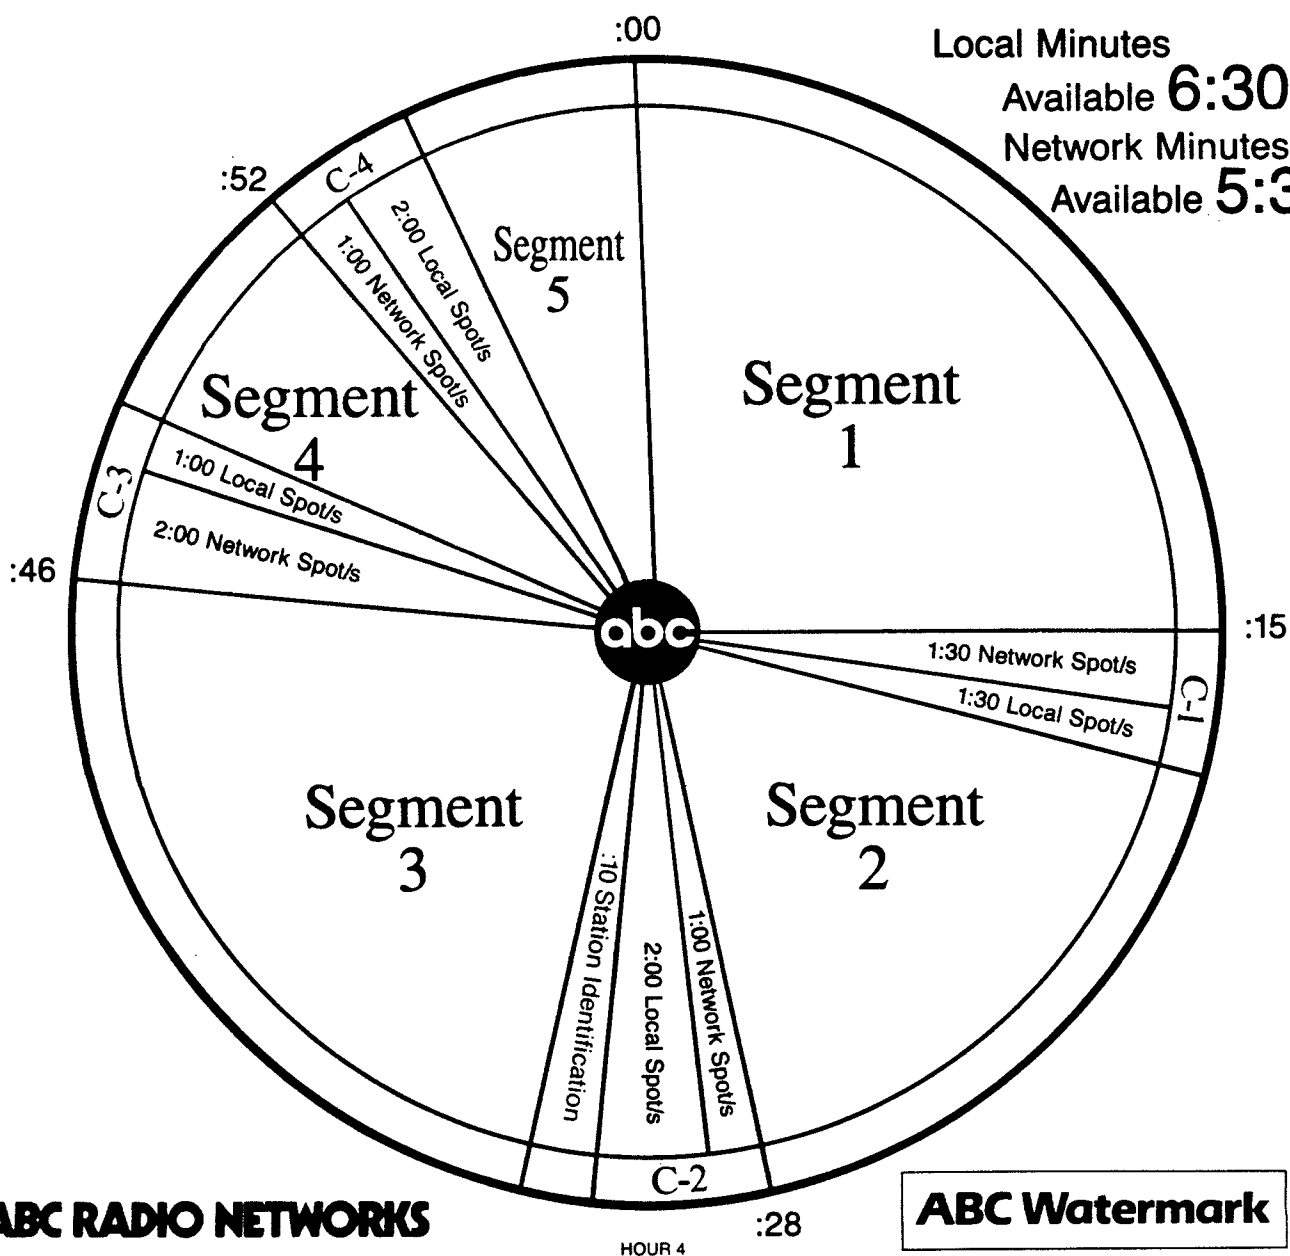 :00
Local Minutes
Available 6:30
Network Minutes
Available 5:3
:52
C-4
2:00 Local Spot/s
1:00 Network Spot/s
Segment
5
Segment
1
Segment
4
C-3
1:00 Local Spot/s
2:00 Network Spot/s
:46
abc
:15
1:30 Network Spot/s
1:30 Local Spot/s
C-1
Segment
3
Segment
2
:10 Station Identification
2:00 Local Spot/s
1:00 Network Spot/s
C-2
:28
ABC RADIO NETWORKS
ABC Watermark
HOUR 4